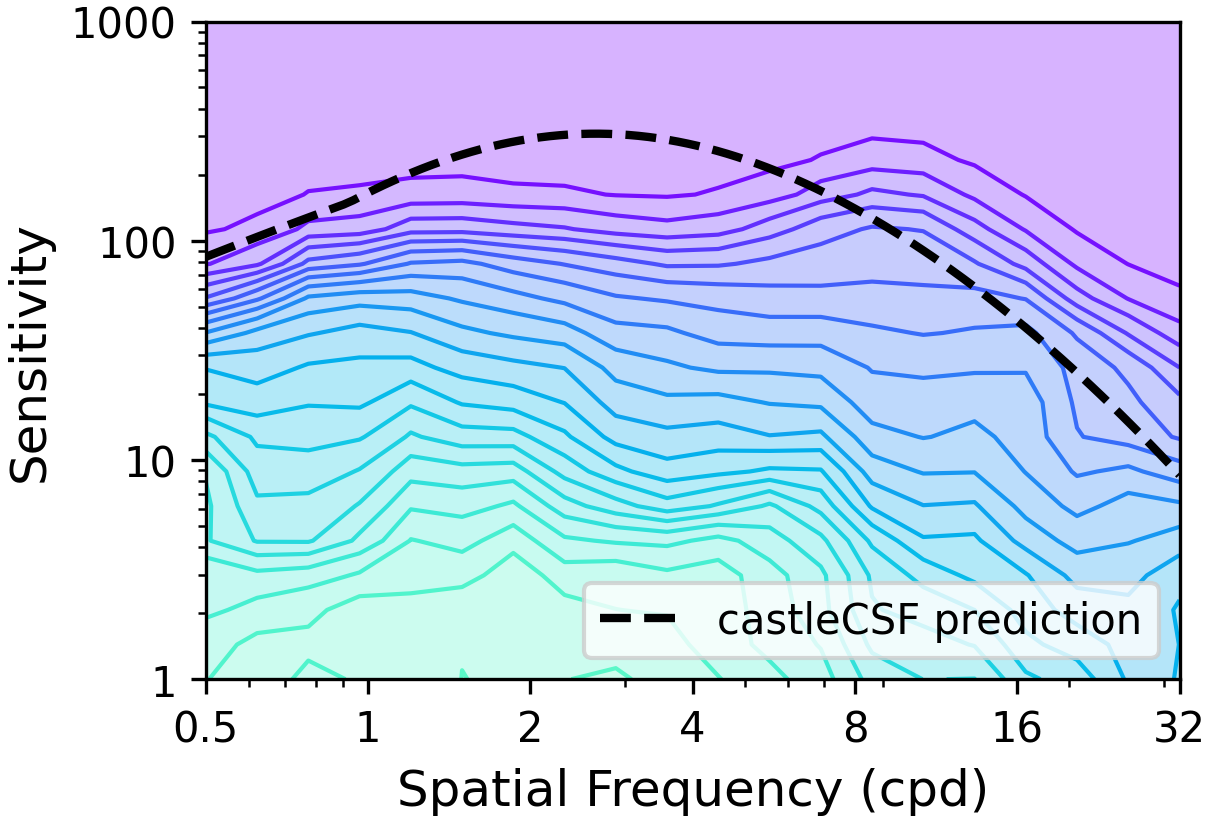 1000
100
10
1
Sensitivity
castleCSF prediction
0.5 1 2 4 8 16 32
Spatial Frequency (cpd)